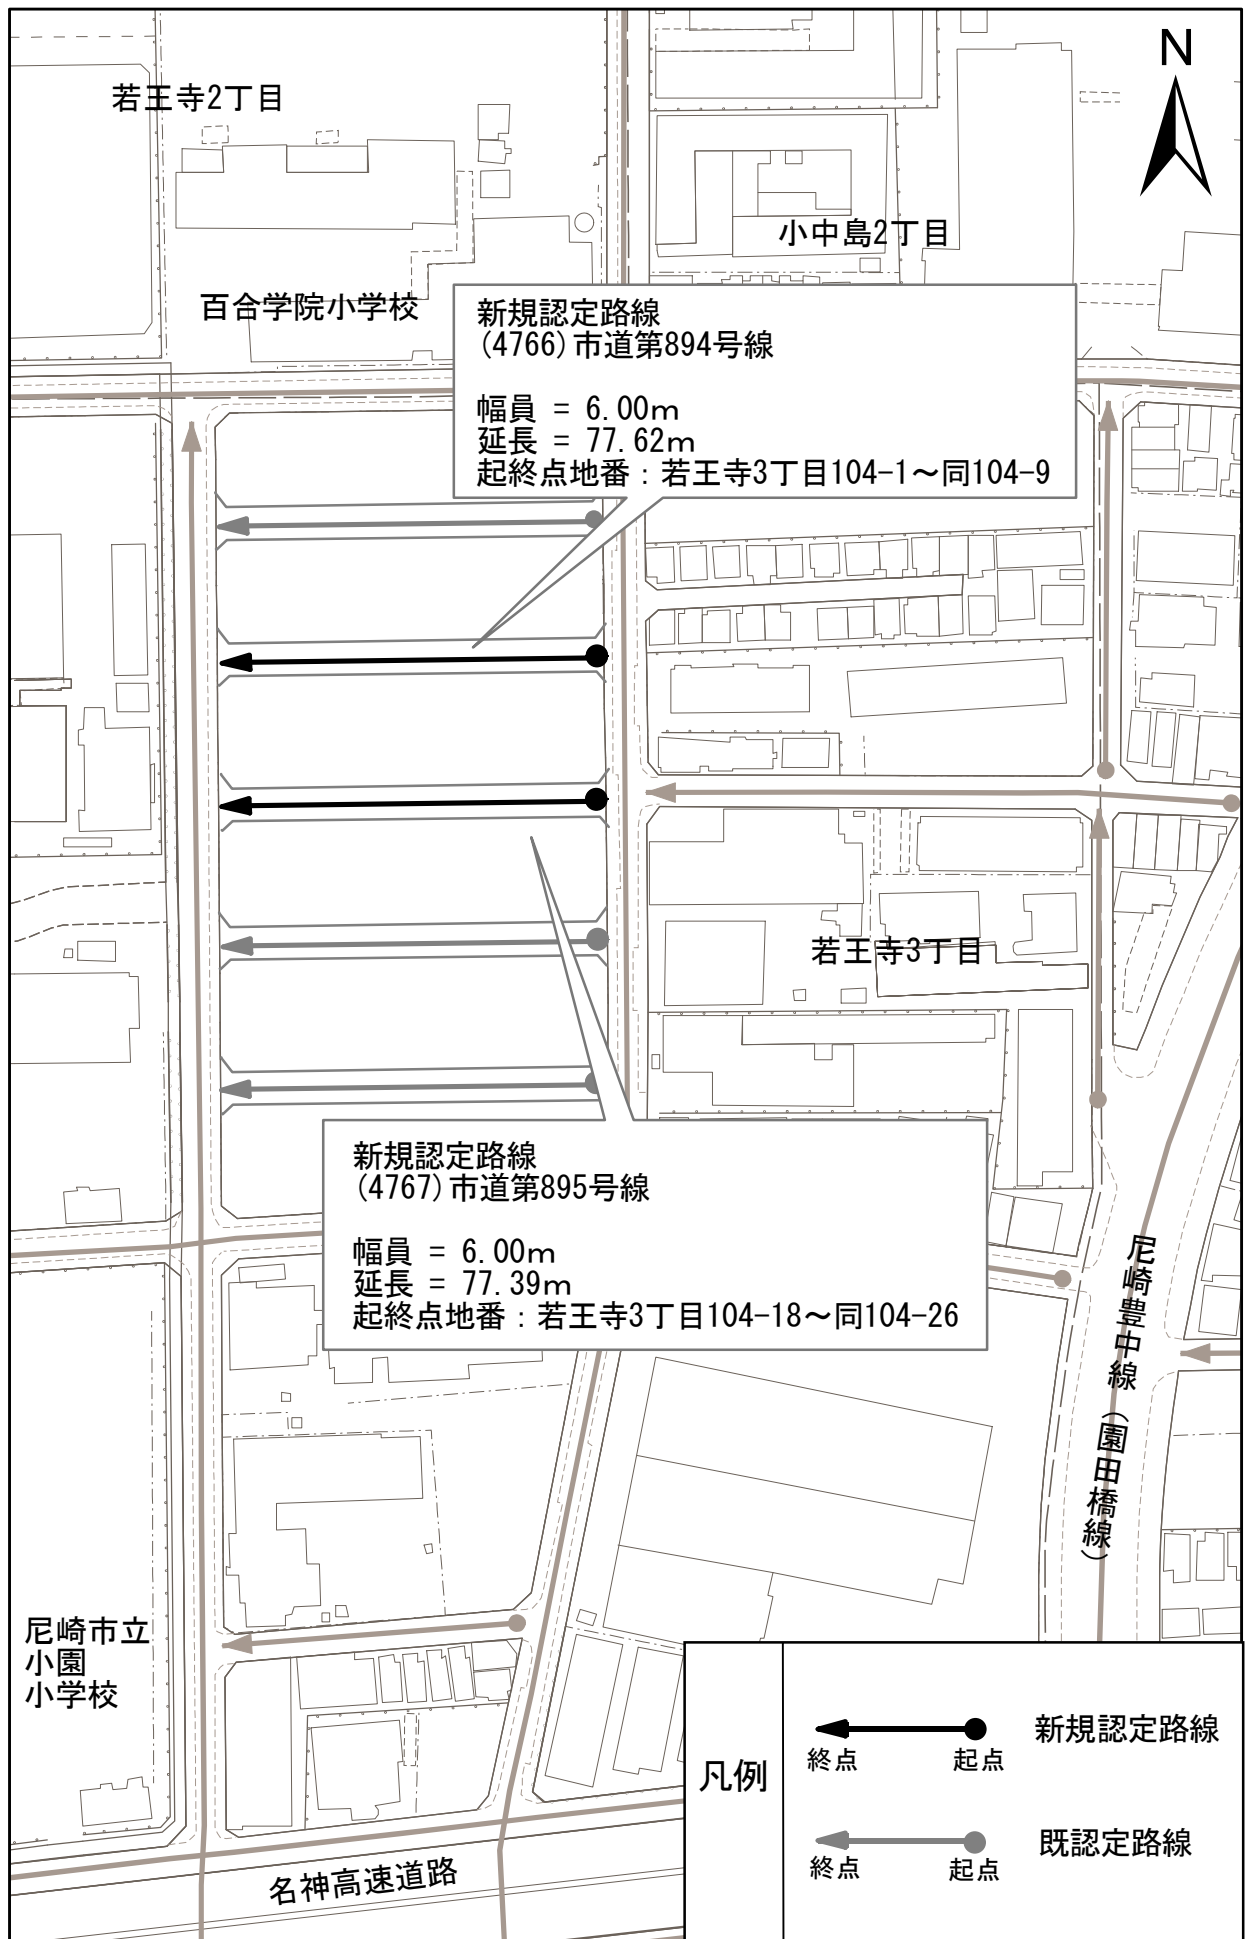 N
若王寺2丁目
小中島2丁目
百合学院小学校
新規認定路線
(4766)市道第894号線
幅員 = 6.00m
延長 = 77.62m
起終点地番：若王寺3丁目104-1～同104-9
若王寺3丁目
新規認定路線
(4767)市道第895号線
幅員 = 6.00m
延長 = 77.39m
起終点地番：若王寺3丁目104-18～同104-26
尼崎豊中線（園田橋線）
尼崎市立
小園
小学校
名神高速道路
凡例
新規認定路線
終点 起点
既認定路線
終点 起点